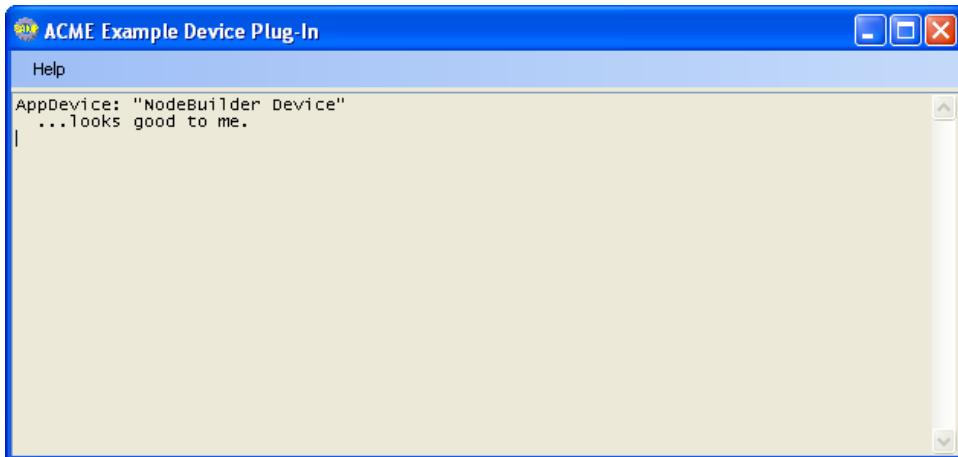 ACME Example Device Plug-In
Help
AppDevice: "NodeBuilder Device"
...looks good to me.